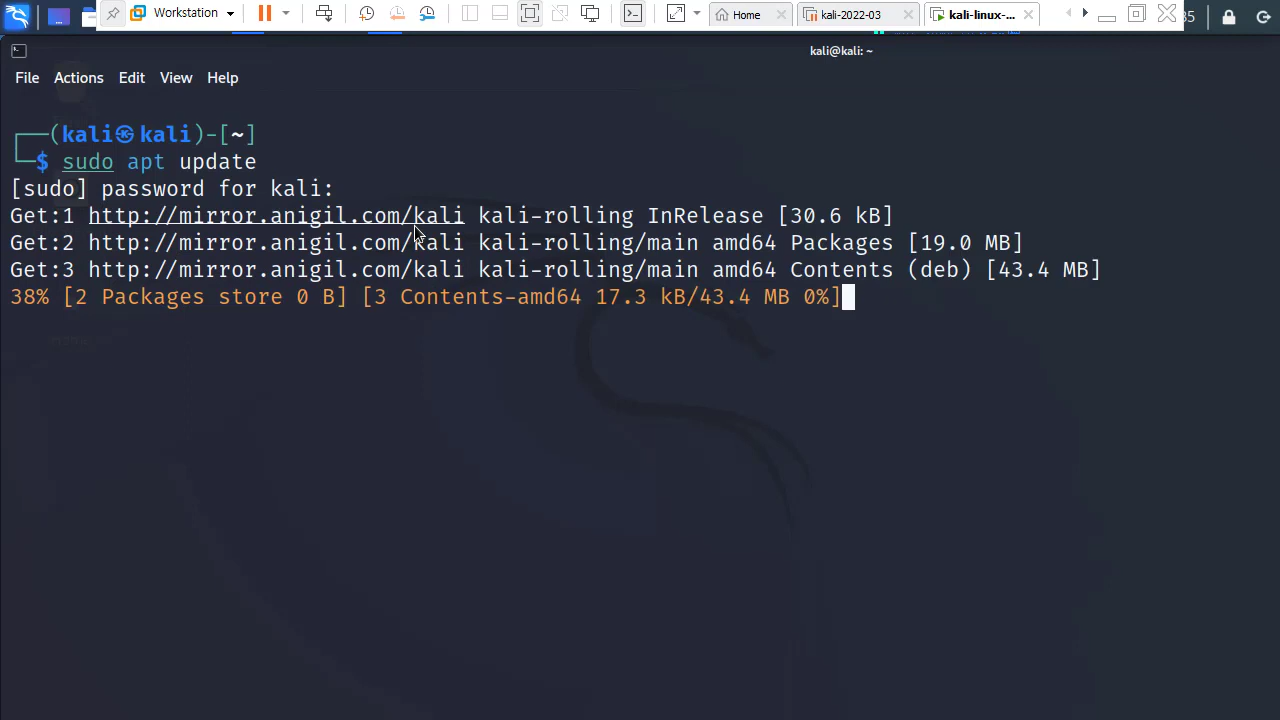 Workstation
Home
kali-2022-03
kali-linux-...
kali@kali: ~
File Actions Edit View Help
┌──(kali㉿kali)-[~]
└─$ sudo apt update
[sudo] password for kali:
Get:1 http://mirror.anigil.com/kali kali-rolling InRelease [30.6 kB]
Get:2 http://mirror.anigil.com/kali kali-rolling/main amd64 Packages [19.0 MB]
Get:3 http://mirror.anigil.com/kali kali-rolling/main amd64 Contents (deb) [43.4 MB]
38% [2 Packages store 0 B] [3 Contents-amd64 17.3 kB/43.4 MB 0%]